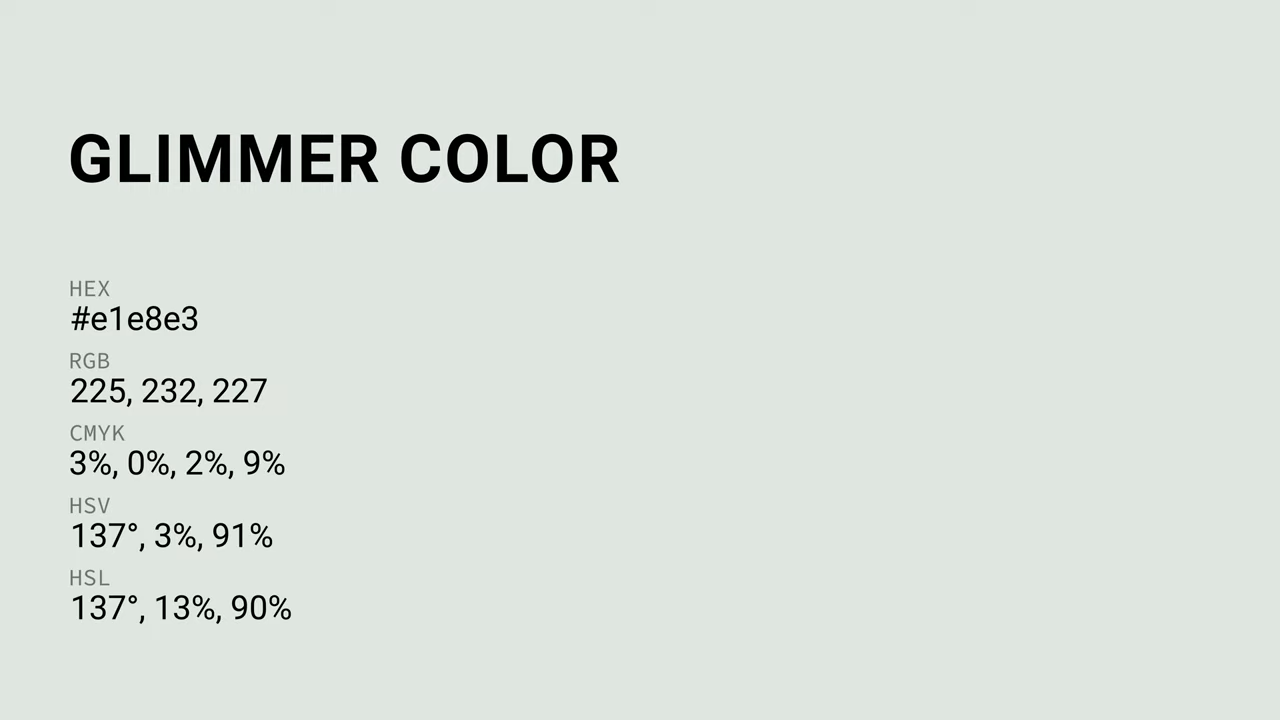 GLIMMER COLOR
HEX
#e1e8e3
RGB
225, 232, 227
CMYK
3%, 0%, 2%, 9%
HSV
137°, 3%, 91%
HSL
137°, 13%, 90%